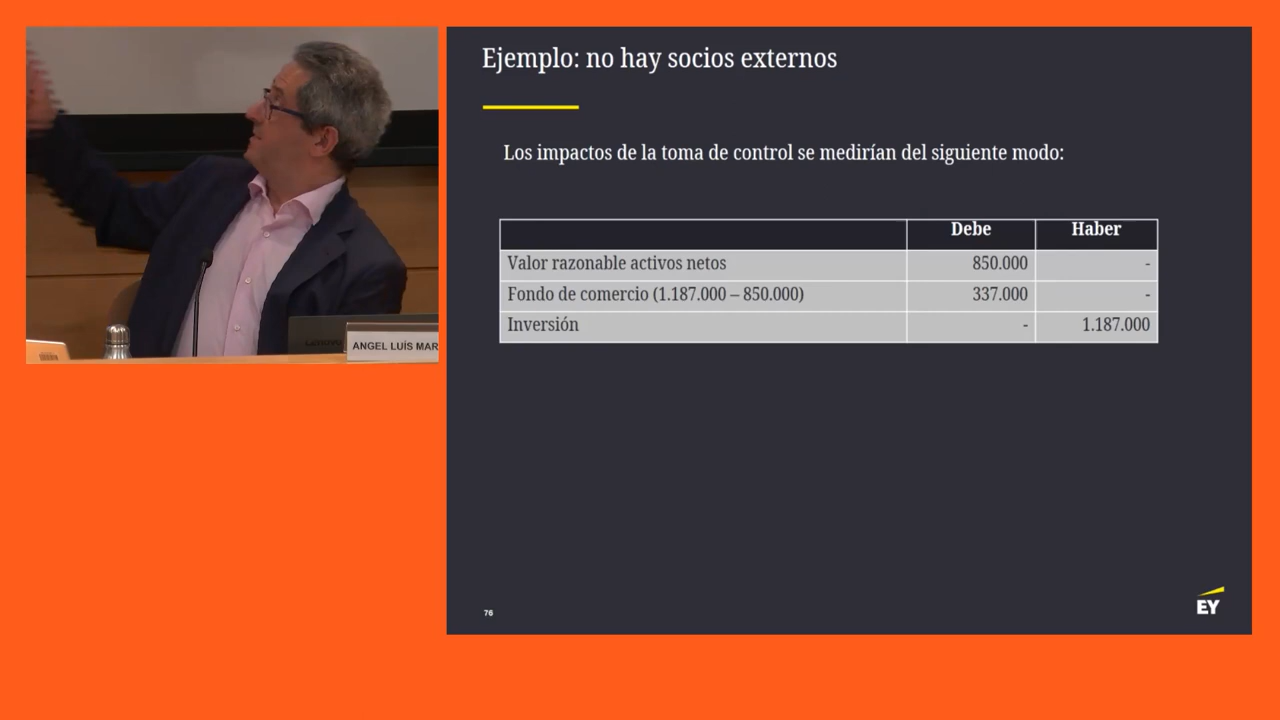 Ejemplo: no hay socios externos
Los impactos de la toma de control se medirían del siguiente modo:
Debe Haber
Valor razonable activos netos 850.000 -
Fondo de comercio (1.187.000 – 850.000) 337.000 -
Inversión - 1.187.000
ANGEL LUÍS MAR
76
EY